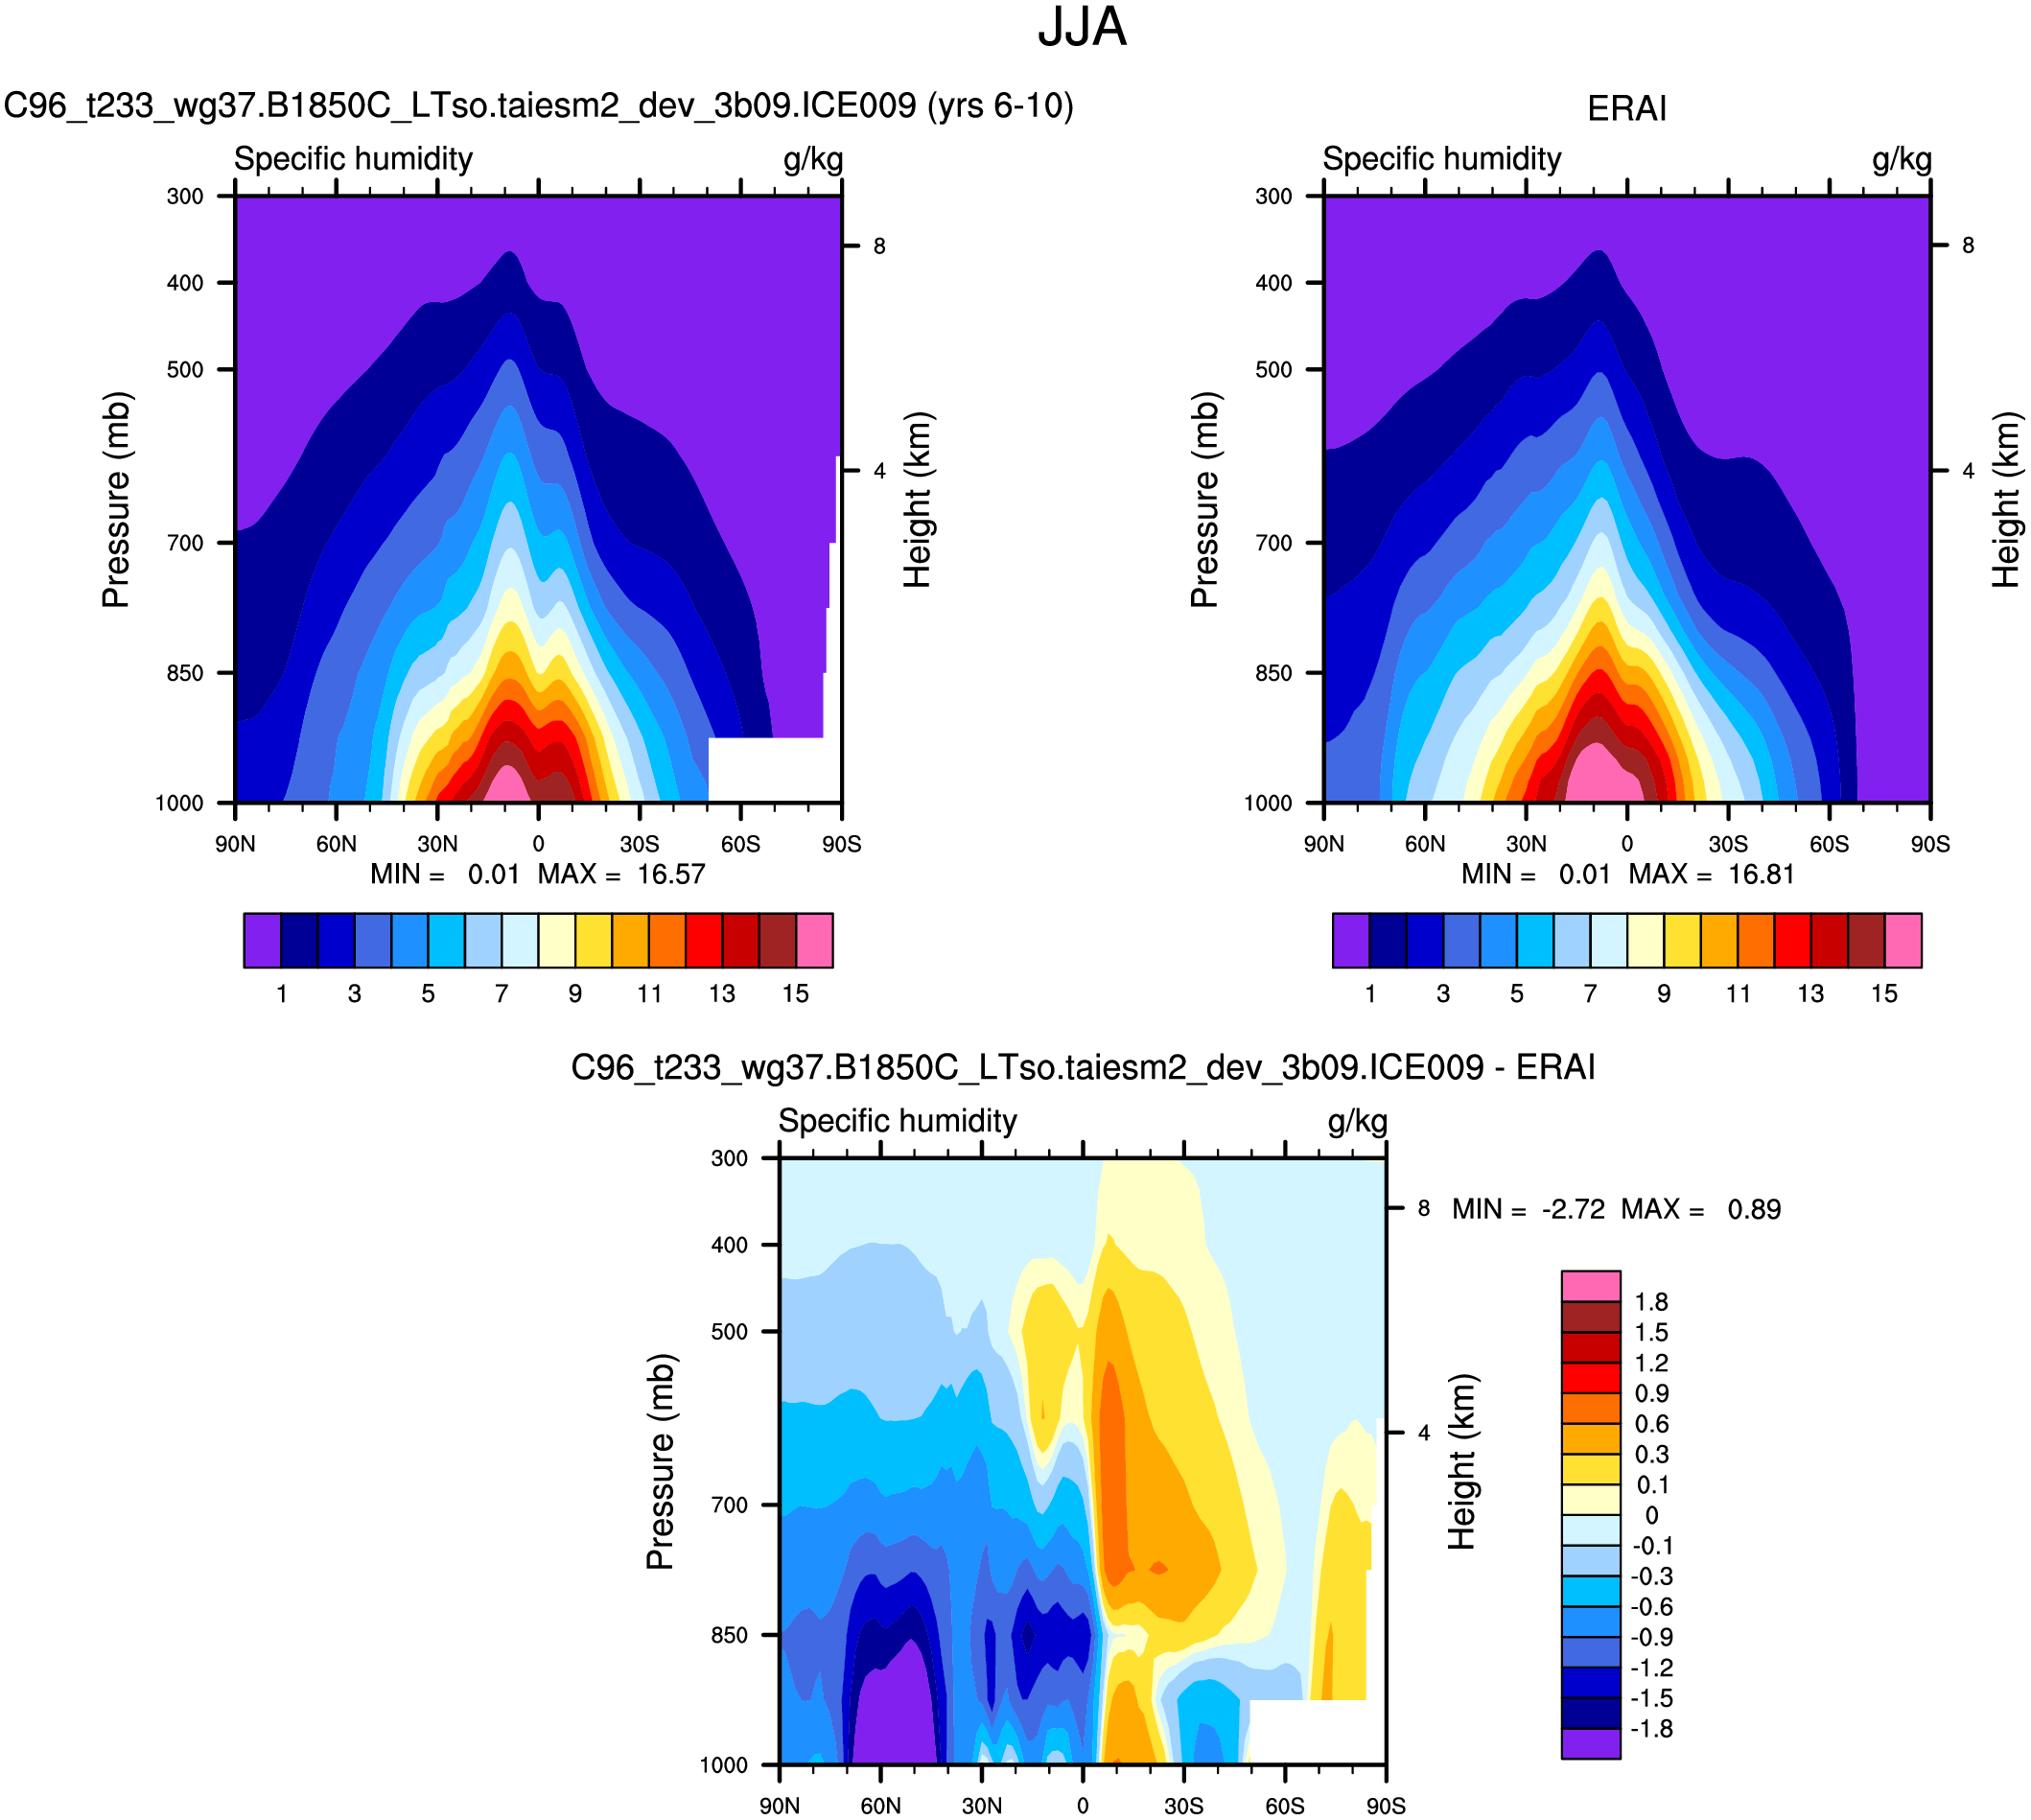 JJA
C96_t233_wg37.B1850C_LTso.taiesm2_dev_3b09.ICE009 (yrs 6-10)
ERAI
Specific humidity g/kg
Specific humidity g/kg
300
400
500
700
850
1000
Pressure (mb)
8
4
Height (km)
90N 60N 30N 0 30S 60S 90S
MIN = 0.01 MAX = 16.57
1 3 5 7 9 11 13 15
300
400
500
700
850
1000
Pressure (mb)
8
4
Height (km)
90N 60N 30N 0 30S 60S 90S
MIN = 0.01 MAX = 16.81
1 3 5 7 9 11 13 15
C96_t233_wg37.B1850C_LTso.taiesm2_dev_3b09.ICE009 - ERAI
Specific humidity g/kg
300
400
500
700
850
1000
Pressure (mb)
8
4
Height (km)
90N 60N 30N 0 30S 60S 90S
MIN = -2.72 MAX = 0.89
1.8
1.5
1.2
0.9
0.6
0.3
0.1
0
-0.1
-0.3
-0.6
-0.9
-1.2
-1.5
-1.8